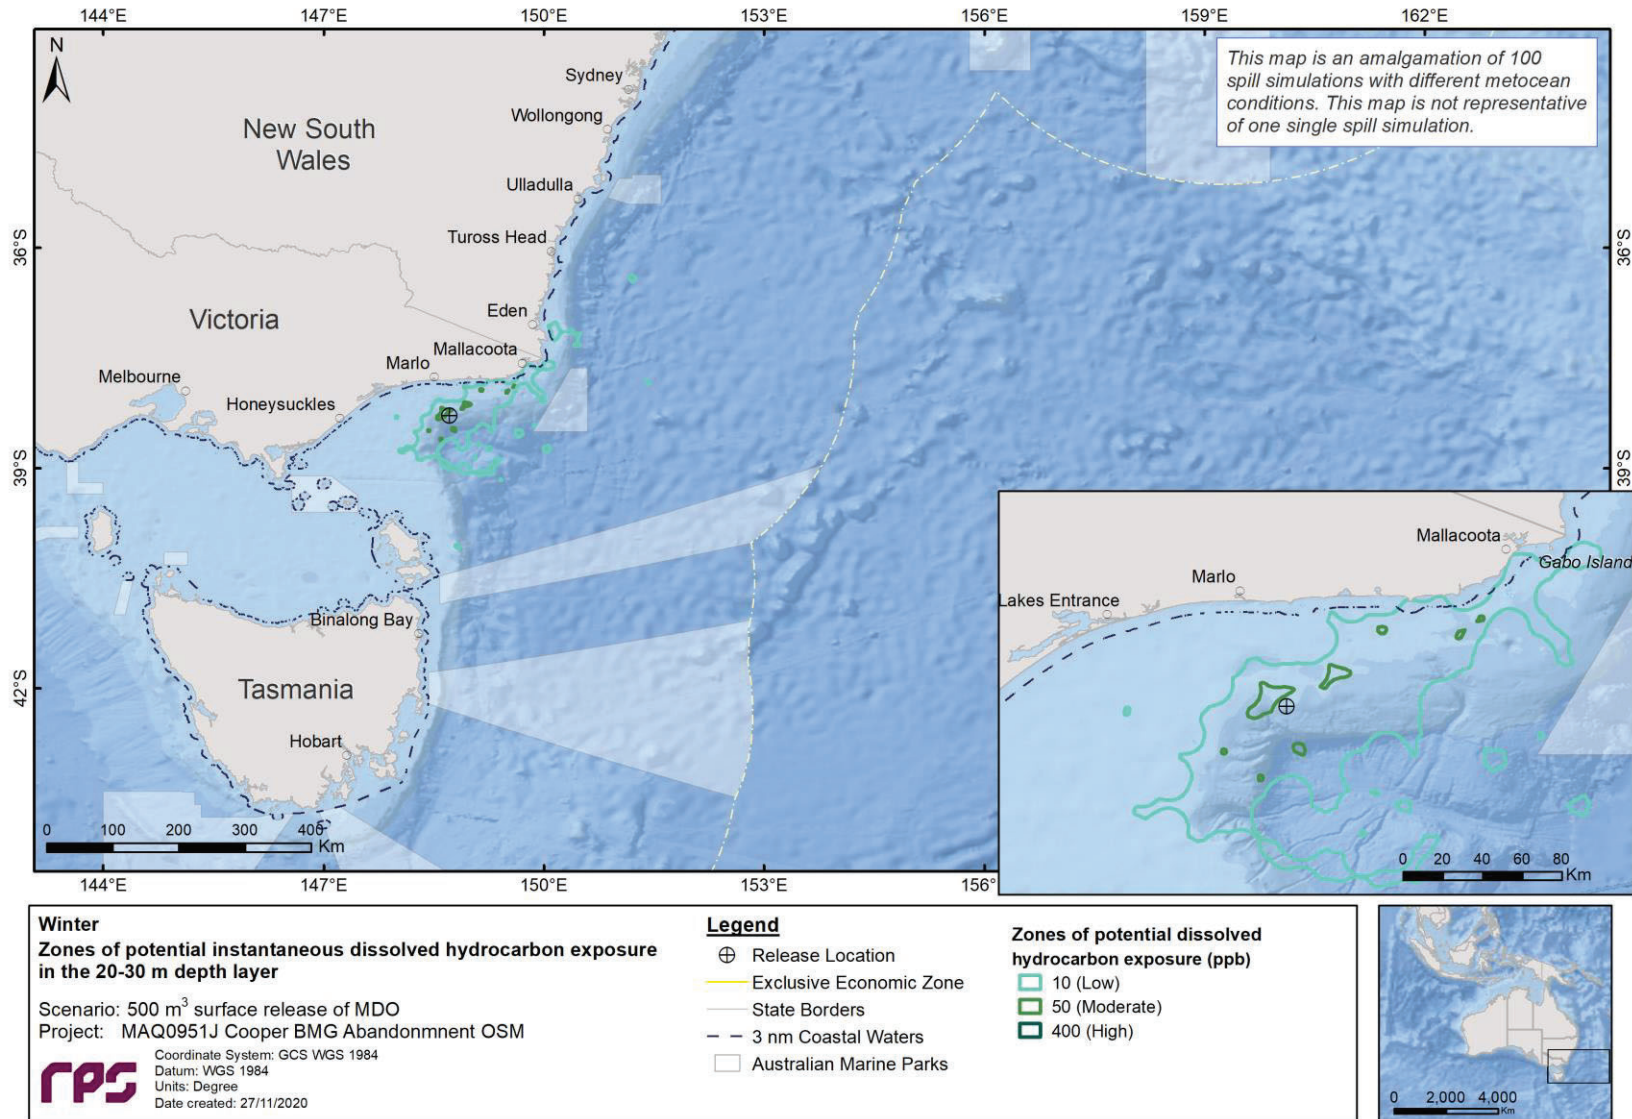 144°E 147°E 150°E 153°E 156°E 159°E 162°E
N
This map is an amalgamation of 100
spill simulations with different metocean
conditions. This map is not representative
of one single spill simulation.
Sydney
New South
Wales
Wollongong
Ulladulla
36°S
36°S
Tuross Head
Victoria
Eden
Mallacoota
Marlo
Melbourne
Honeysuckles
39°S
39°S
Binalong Bay
42°S
Tasmania
Hobart
0 100 200 300 400
Km
Mallacoota
Gabo Island
Marlo
Lakes Entrance
0 20 40 60 80
Km
144°E 147°E 150°E 153°E 156°E
Winter
Zones of potential instantaneous dissolved hydrocarbon exposure
in the 20-30 m depth layer
Scenario: 500 m³ surface release of MDO
Project: MAQ0951J Cooper BMG Abandonmnent OSM
rps
Coordinate System: GCS WGS 1984
Datum: WGS 1984
Units: Degree
Date created: 27/11/2020
Legend
Release Location
Exclusive Economic Zone
State Borders
3 nm Coastal Waters
Australian Marine Parks
Zones of potential dissolved
hydrocarbon exposure (ppb)
10 (Low)
50 (Moderate)
400 (High)
0 2,000 4,000
Km